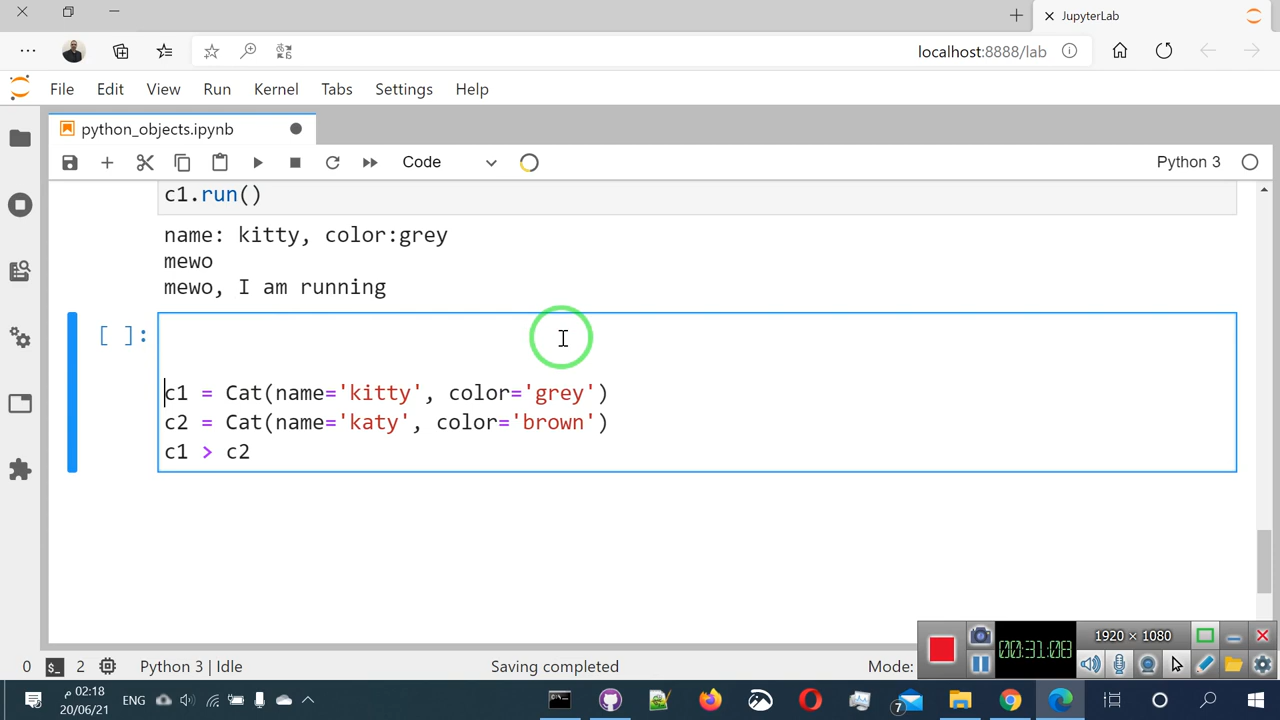 JupyterLab
localhost:8888/lab
File Edit View Run Kernel Tabs Settings Help
python_objects.ipynb
Code
Python 3
c1.run()
name: kitty, color:grey
mewo
mewo, I am running
[ ]:
c1 = Cat(name='kitty', color='grey')
c2 = Cat(name='katy', color='brown')
c1 > c2
00:31:08
1920 × 1080
0
2
Python 3 | Idle
Saving completed
Mode:
02:18 م
20/06/21
ENG
7